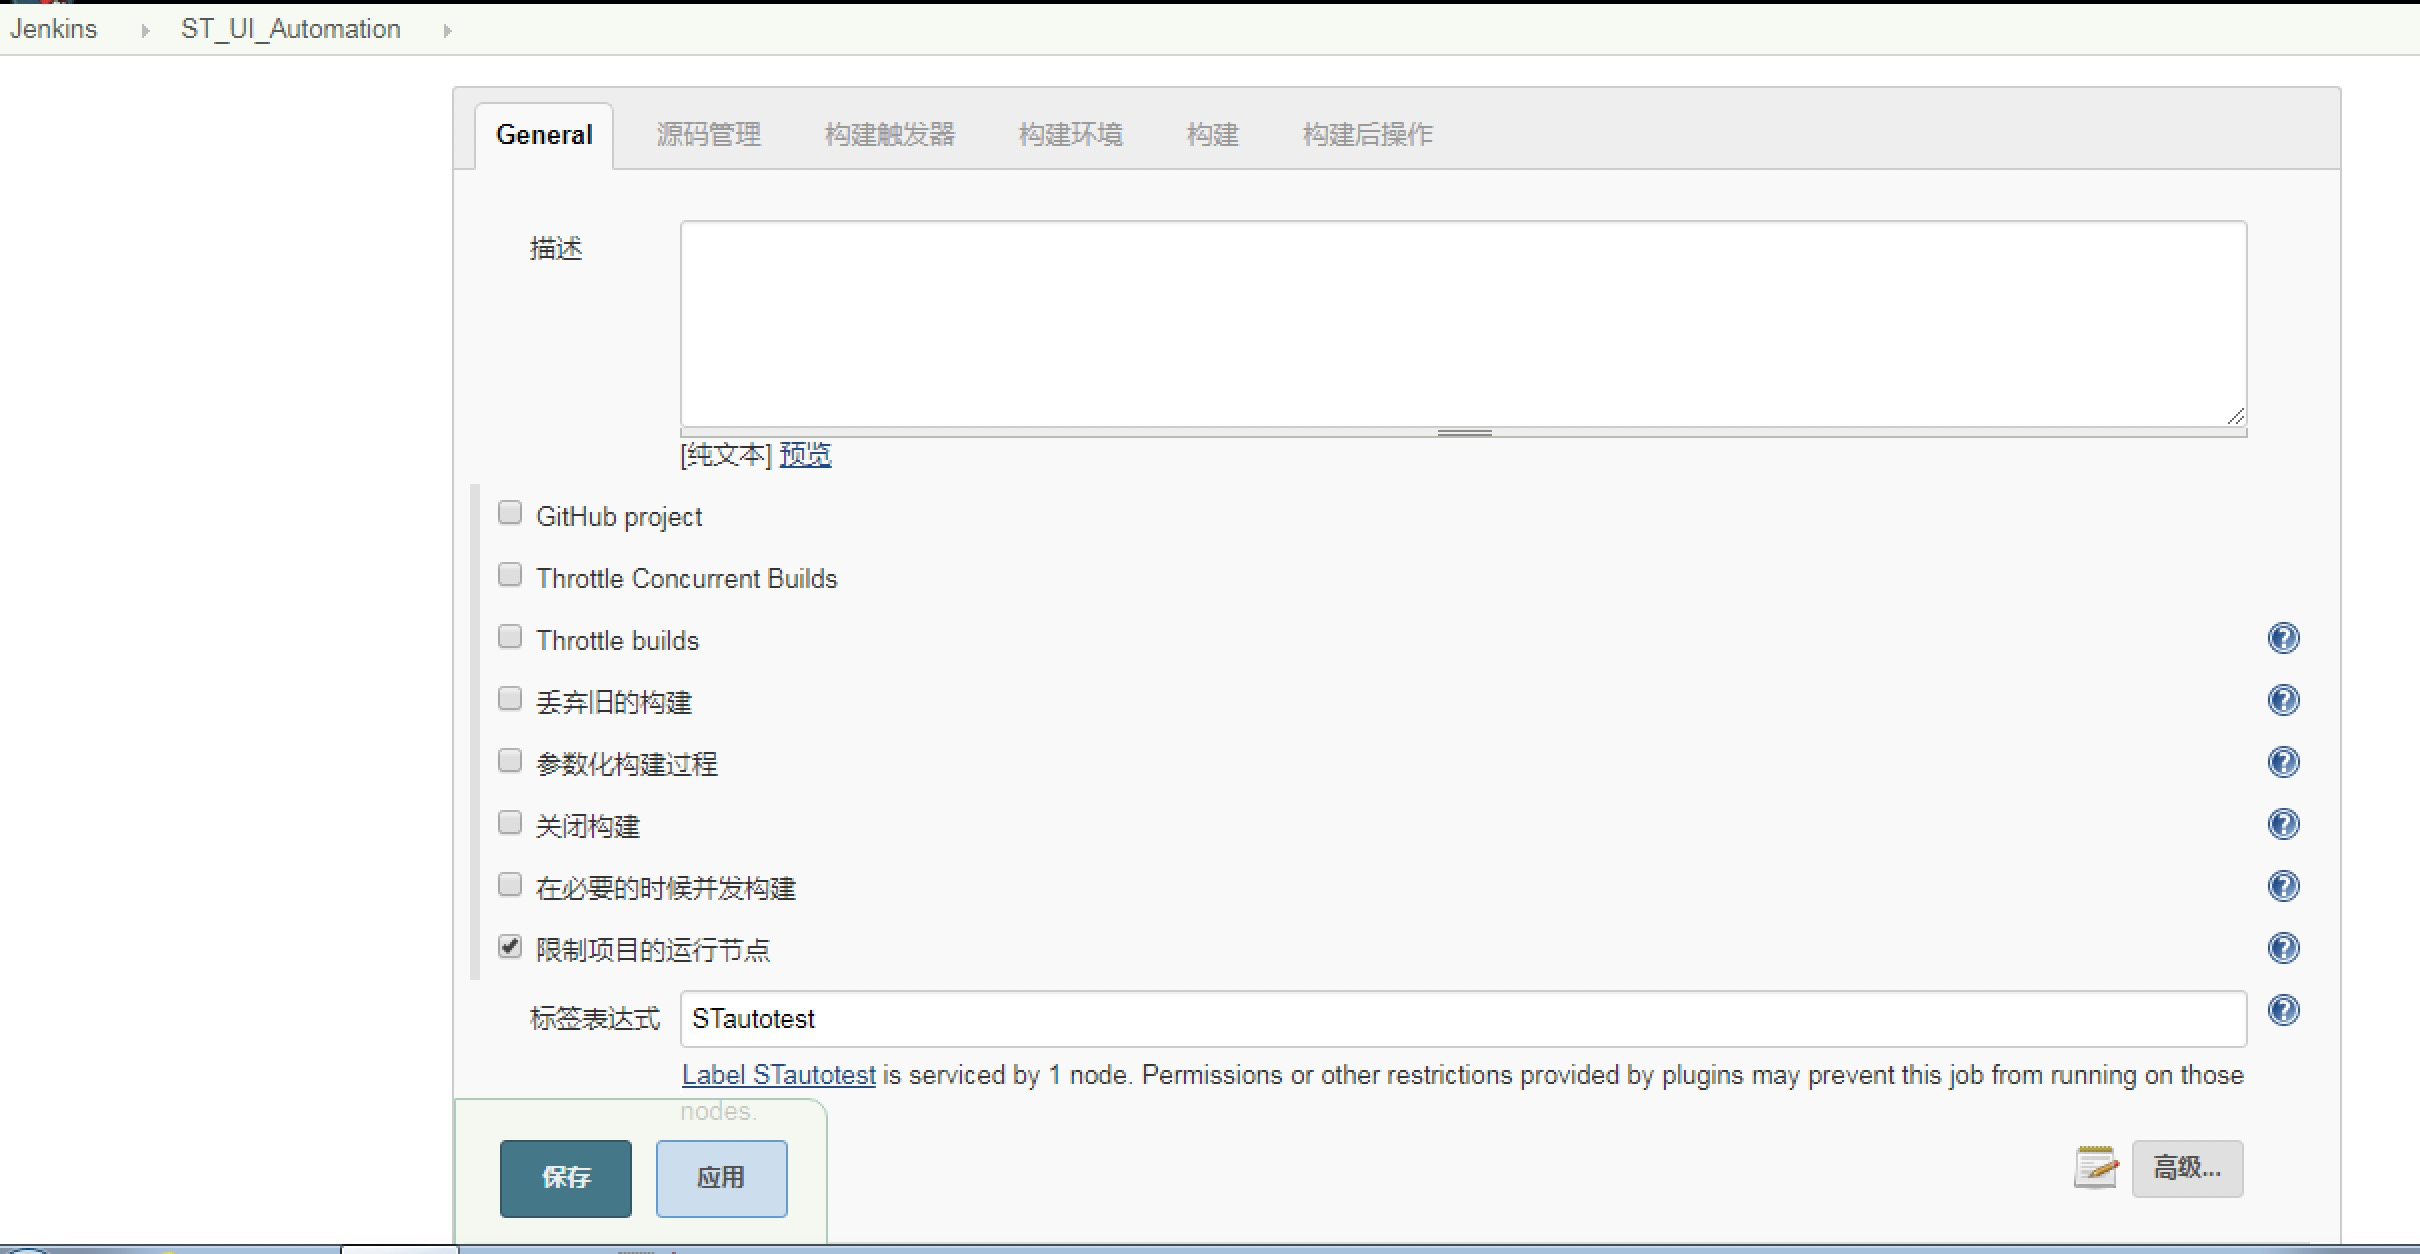 Jenkins ST_UI_Automation
General 源码管理 构建触发器 构建环境 构建 构建后操作
描述
[纯文本] 预览
GitHub project
Throttle Concurrent Builds
Throttle builds
丢弃旧的构建
参数化构建过程
关闭构建
在必要的时候并发构建
限制项目的运行节点
标签表达式 STautotest
Label STautotest is serviced by 1 node. Permissions or other restrictions provided by plugins may prevent this job from running on those
nodes.
保存 应用 高级...